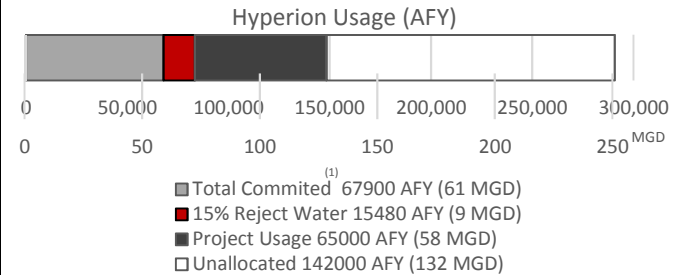 Hyperion Usage (AFY)
0 50,000 100,000 150,000 200,000 250,000 300,000
0 50 100 150 200 250 MGD
(1)
Total Commited 67900 AFY (61 MGD)
15% Reject Water 15480 AFY (9 MGD)
Project Usage 65000 AFY (58 MGD)
Unallocated 142000 AFY (132 MGD)